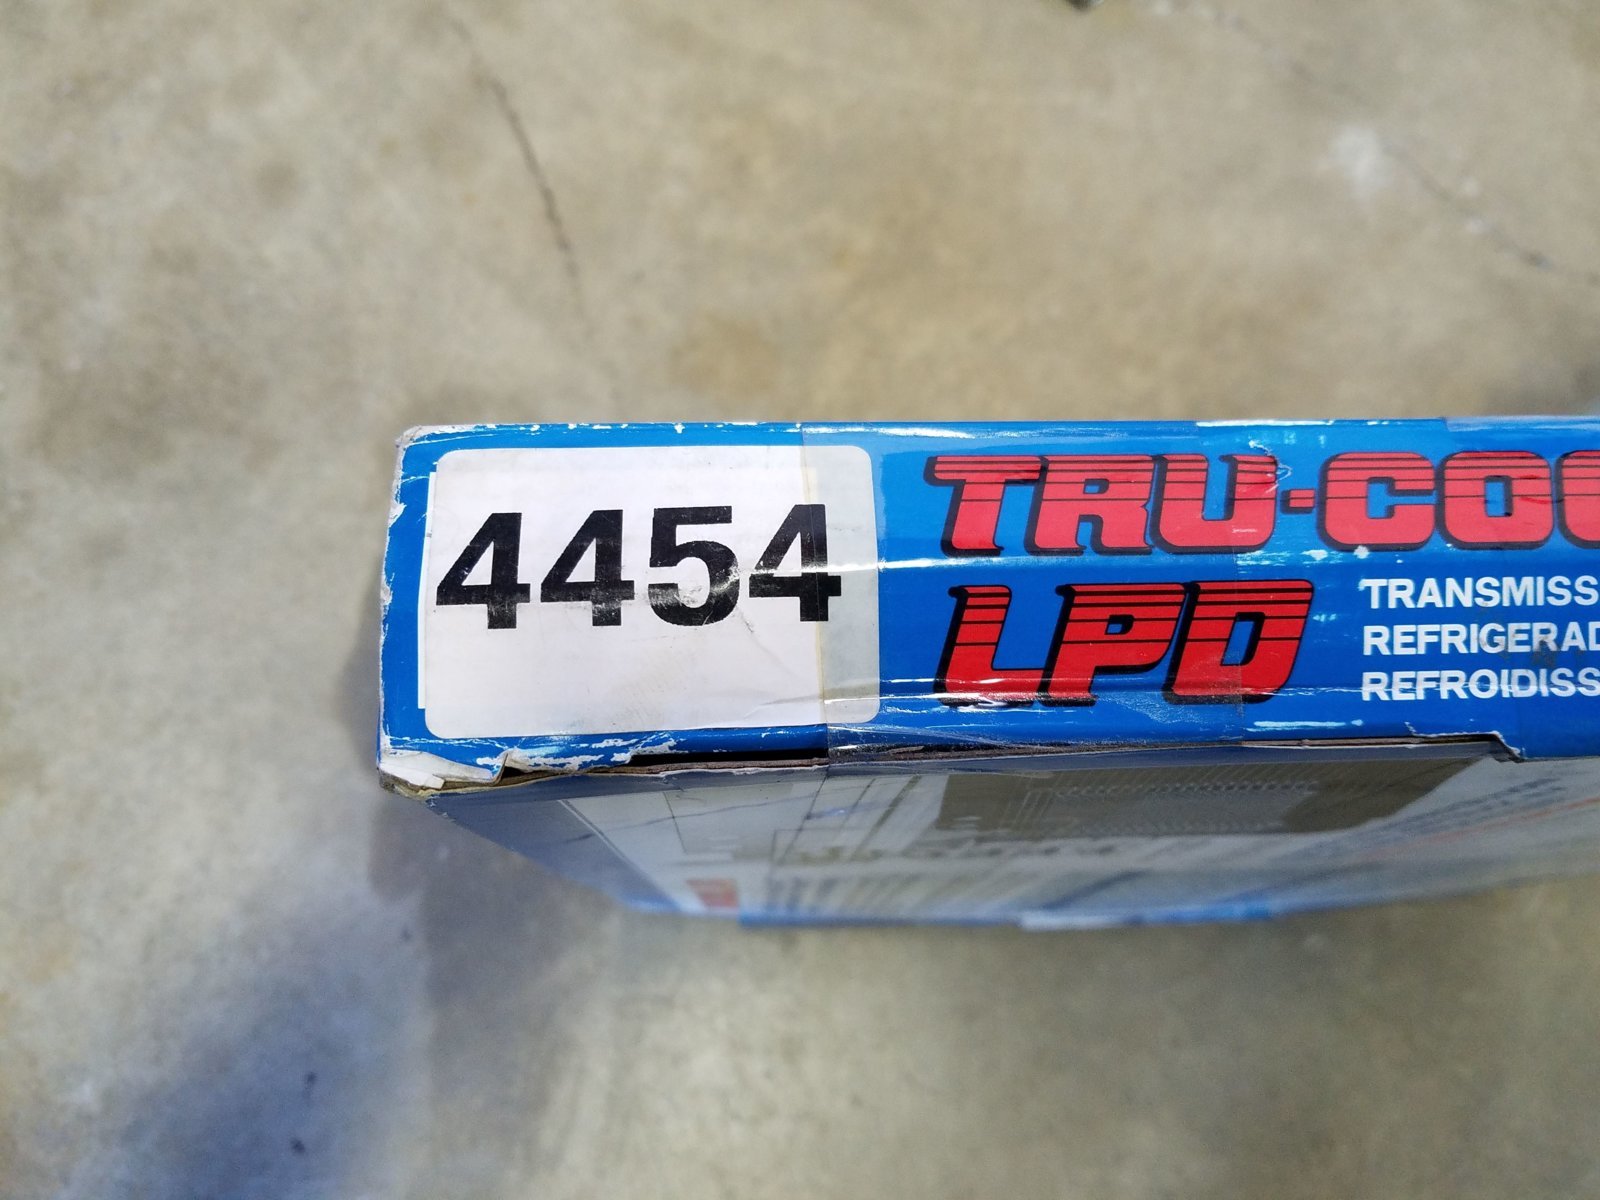 4454
TRU-COO
LPD
TRANSMISS
REFRIGERAD
REFROIDISS